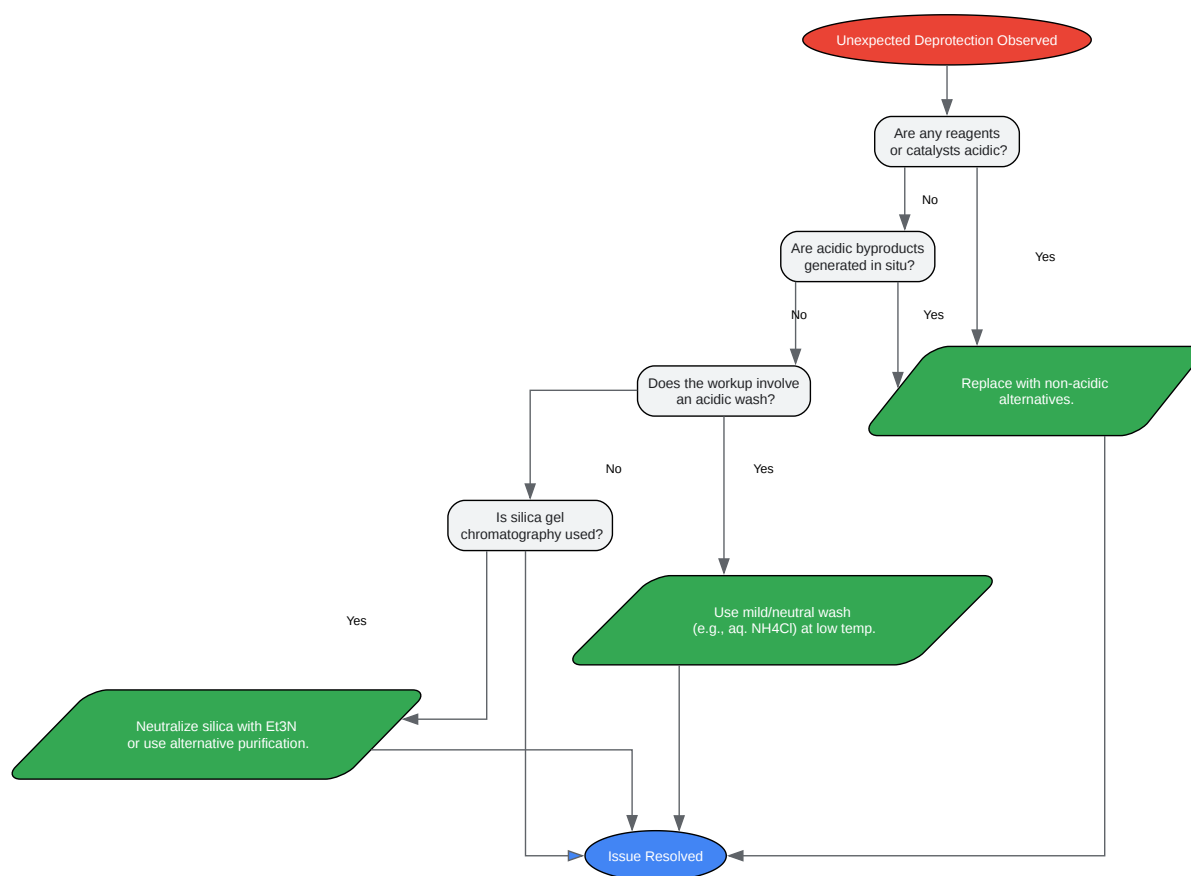 Unexpected Deprotection Observed
Are any reagents
or catalysts acidic?
No
Are acidic byproducts
generated in situ?
Yes
No
Yes
Does the workup involve
an acidic wash?
Replace with non-acidic
alternatives.
No
Yes
Is silica gel
chromatography used?
Use mild/neutral wash
(e.g., aq. NH4Cl) at low temp.
Yes
Neutralize silica with Et3N
or use alternative purification.
Issue Resolved